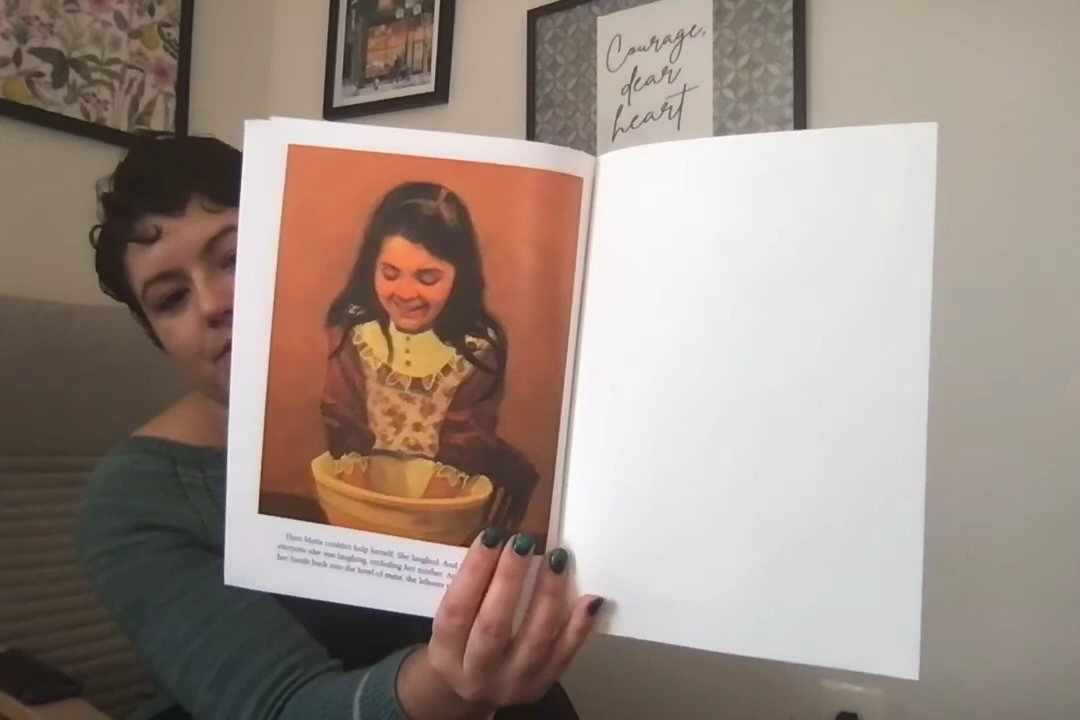 Courage,
dear
heart
Then Maria couldn't help herself. She laughed. And
everyone else was laughing, including her mother. A
her hands back into the bowl of masa, the leftover